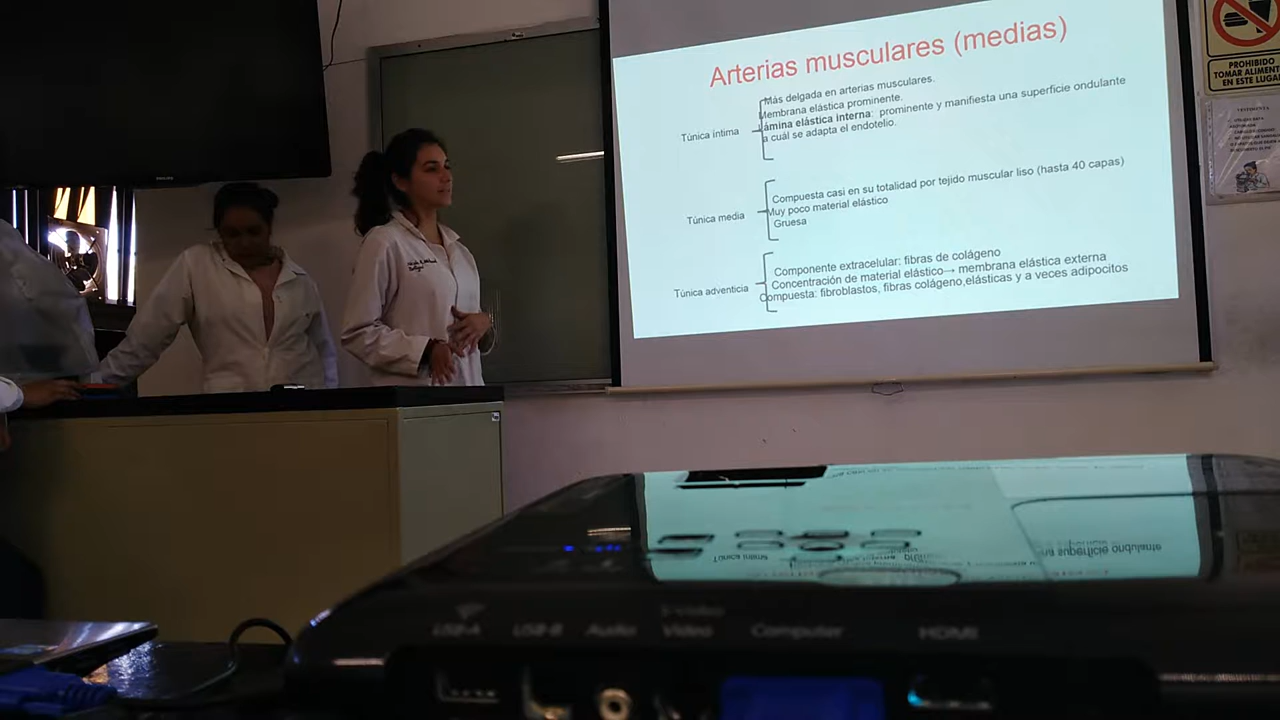 Arterias musculares (medias)
Más delgada en arterias musculares.
Membrana elástica prominente.
Túnica íntima
Lámina elástica interna: prominente y manifiesta una superficie ondulante
a cuál se adapta el endotelio.
Compuesta casi en su totalidad por tejido muscular liso (hasta 40 capas)
Túnica media
Muy poco material elástico
Gruesa
Componente extracelular: fibras de colágeno
Túnica adventicia
Concentración de material elástico→ membrana elástica externa
Compuesta: fibroblastos, fibras colágeno,elásticas y a veces adipocitos
PROHIBIDO
TOMAR ALIMENT
EN ESTE LUGA
PHILIPS
USB-A
USB-B
Audio
S-video
Video
Computer
HDMI